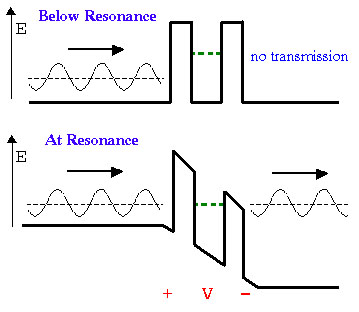 Below Resonance
E
no transmission
At Resonance
E
+ V −